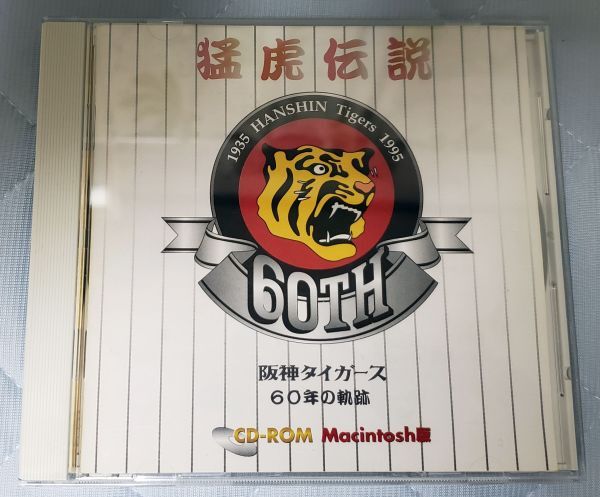 猛虎伝説
1935 HANSHIN Tigers 1995
60TH
阪神タイガース
60年の軌跡
CD-ROM Macintosh版